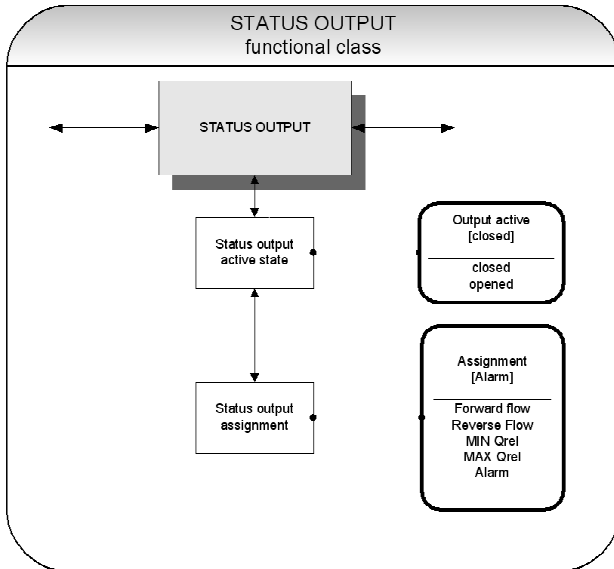 STATUS OUTPUT
functional class
STATUS OUTPUT
Status output
active state
Output active
[closed]
closed
opened
Status output
assignment
Assignment
[Alarm]
Forward flow
Reverse Flow
MIN Qrel
MAX Qrel
Alarm